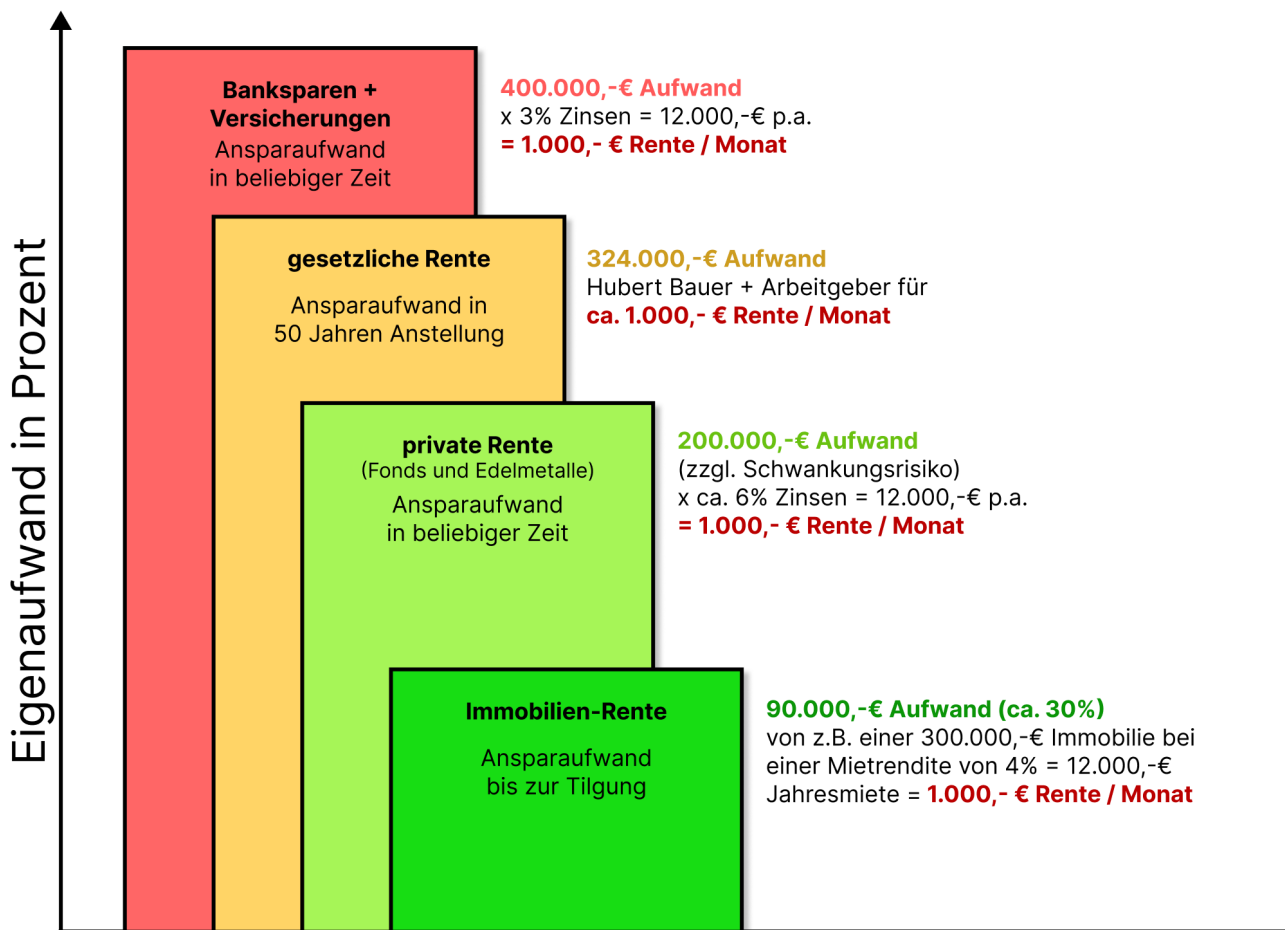 Eigenaufwand in Prozent
Banksparen +
Versicherungen
Ansparaufwand
in beliebiger Zeit
400.000,-€ Aufwand
x 3% Zinsen = 12.000,-€ p.a.
= 1.000,- € Rente / Monat
gesetzliche Rente
Ansparaufwand in
50 Jahren Anstellung
324.000,-€ Aufwand
Hubert Bauer + Arbeitgeber für
ca. 1.000,- € Rente / Monat
private Rente
(Fonds und Edelmetalle)
Ansparaufwand
in beliebiger Zeit
200.000,-€ Aufwand
(zzgl. Schwankungsrisiko)
x ca. 6% Zinsen = 12.000,-€ p.a.
= 1.000,- € Rente / Monat
Immobilien-Rente
Ansparaufwand
bis zur Tilgung
90.000,-€ Aufwand (ca. 30%)
von z.B. einer 300.000,-€ Immobilie bei
einer Mietrendite von 4% = 12.000,-€
Jahresmiete = 1.000,- € Rente / Monat